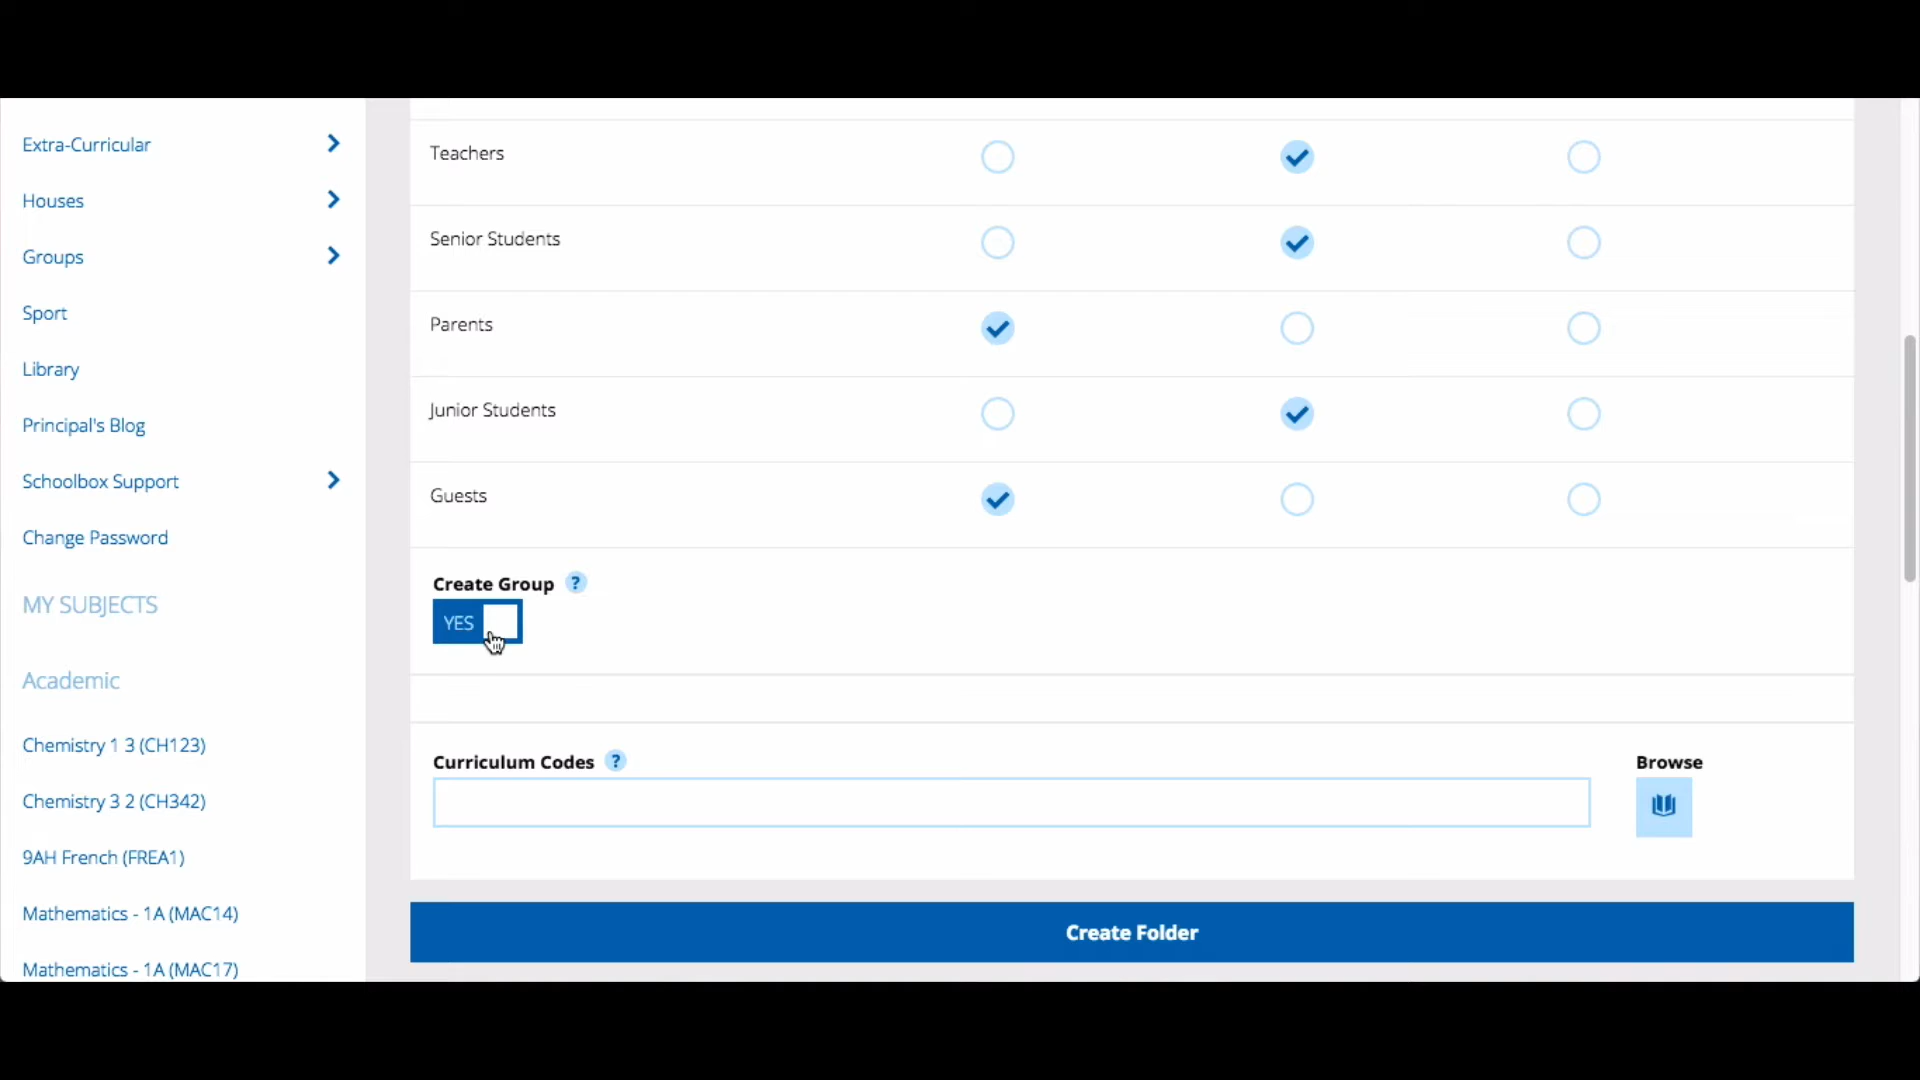 Extra-Curricular
Houses
Groups
Sport
Library
Principal's Blog
Schoolbox Support
Change Password
MY SUBJECTS
Academic
Chemistry 1 3 (CH123)
Chemistry 3 2 (CH342)
9AH French (FREA1)
Mathematics - 1A (MAC14)
Mathematics - 1A (MAC17)
Teachers
Senior Students
Parents
Junior Students
Guests
Create Group ?
YES
Curriculum Codes ?
Browse
Create Folder